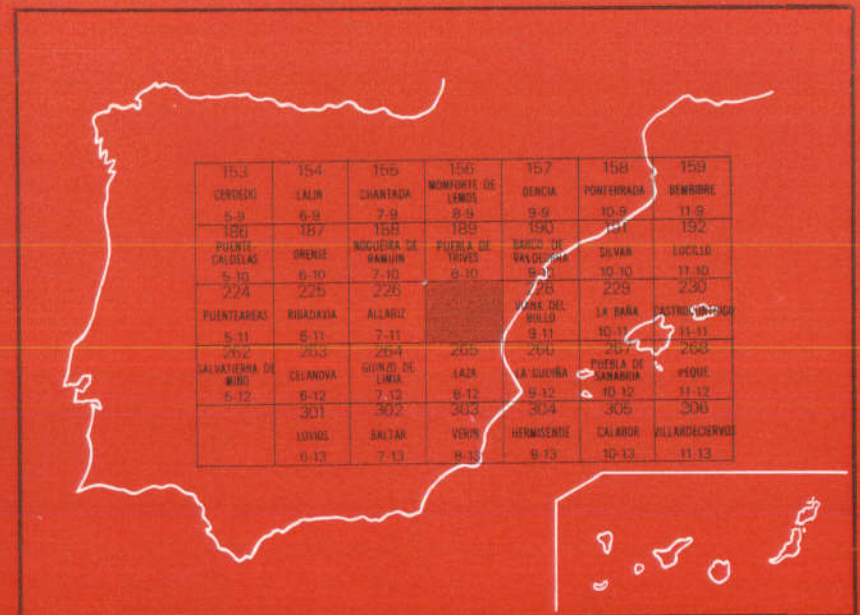 153 154 155 156 157 158 159
CERDEDO LALIN CHANTADA MONFORTE DE LEMOS OENCIA PONFERRADA BEMBIBRE
5-9 6-9 7-9 8-9 9-9 10-9 11-9
186 187 188 189 190 191 192
PUENTE-CALDELAS ORENSE NOGUEIRA DE RAMUIN PUEBLA DE TRIVES BARCO DE VALDEORRA SILVAN LUCILLO
5-10 6-10 7-10 8-10 9-10 10-10 11-10
224 225 226 228 229 230
PUENTEAREAS RIBADAVIA ALLARIZ VIANA DEL BOLLO LA BAÑA
5-11 6-11 7-11 9-11 10-11 11-11
262 263 264 265 266 267 268
SALVATIERRA DE MIÑO CELANOVA GUINZO DE LIMIA LAZA LA GUDIÑA PUEBLA DE SANABRIA PEQUE
5-12 6-12 7-12 8-12 9-12 10-12 11-12
301 302 303 304 305 306
LOVIOS BALTAR VERIN HERMISENDE CALABOR VILLARDECIERVOS
6-13 7-13 8-13 9-13 10-13 11-13